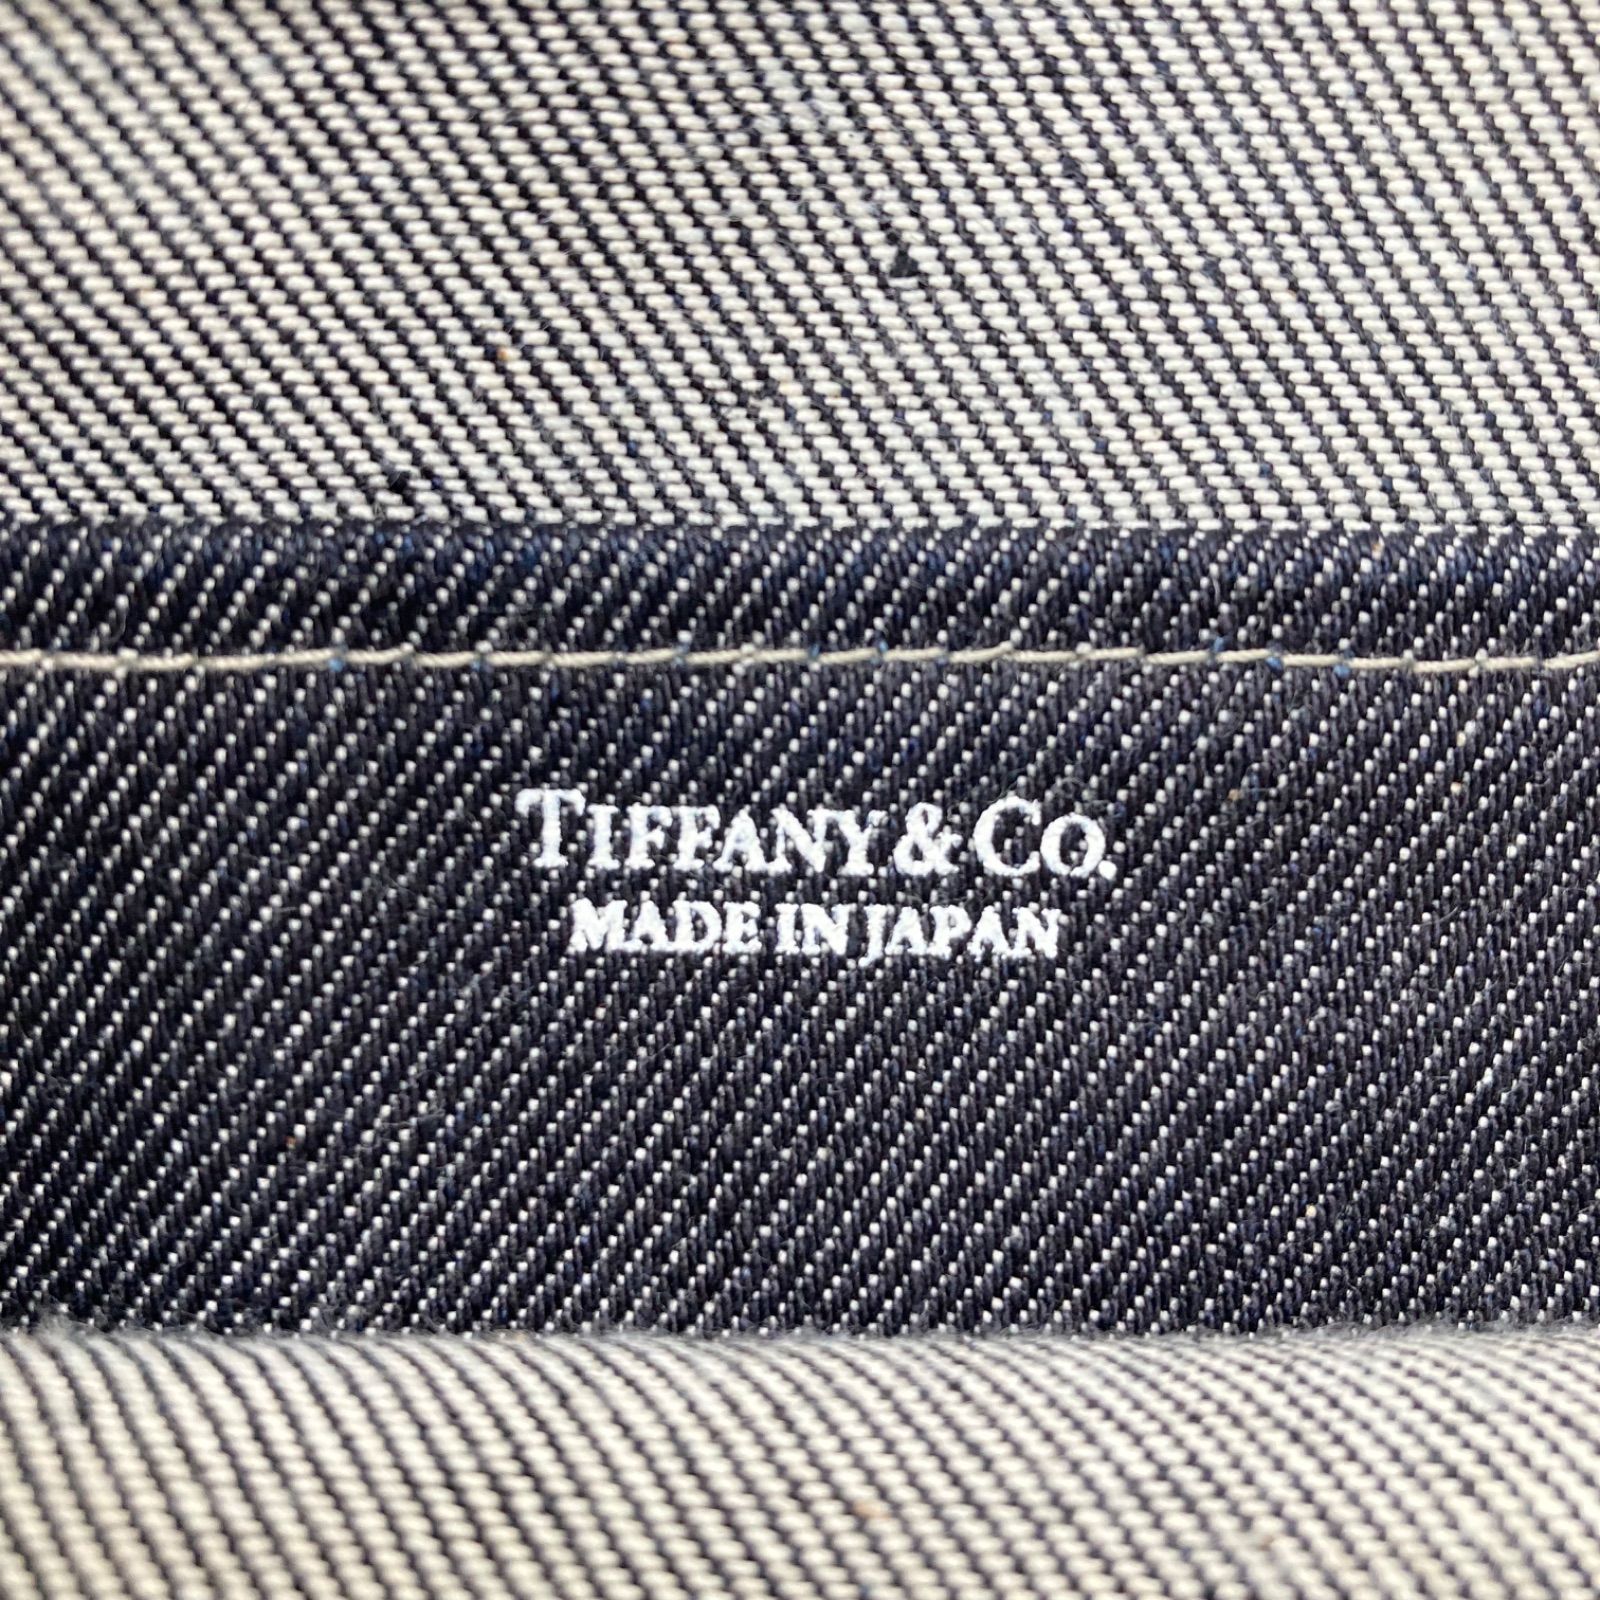 TIFFANY & CO.
MADE IN JAPAN